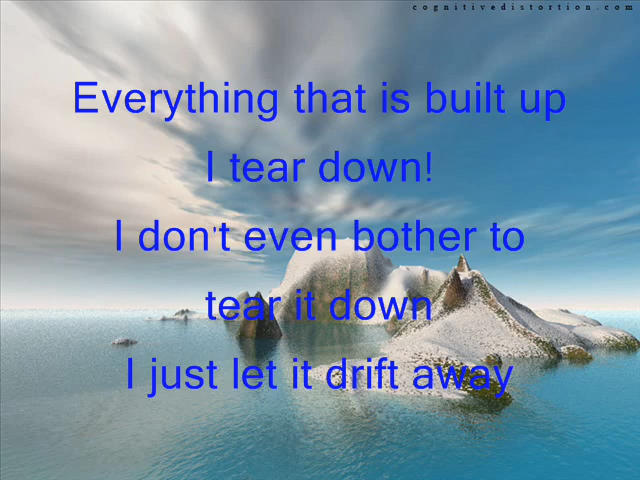 cognitivedistortion.com
Everything that is built up
I tear down!
I don't even bother to
tear it down
I just let it drift away